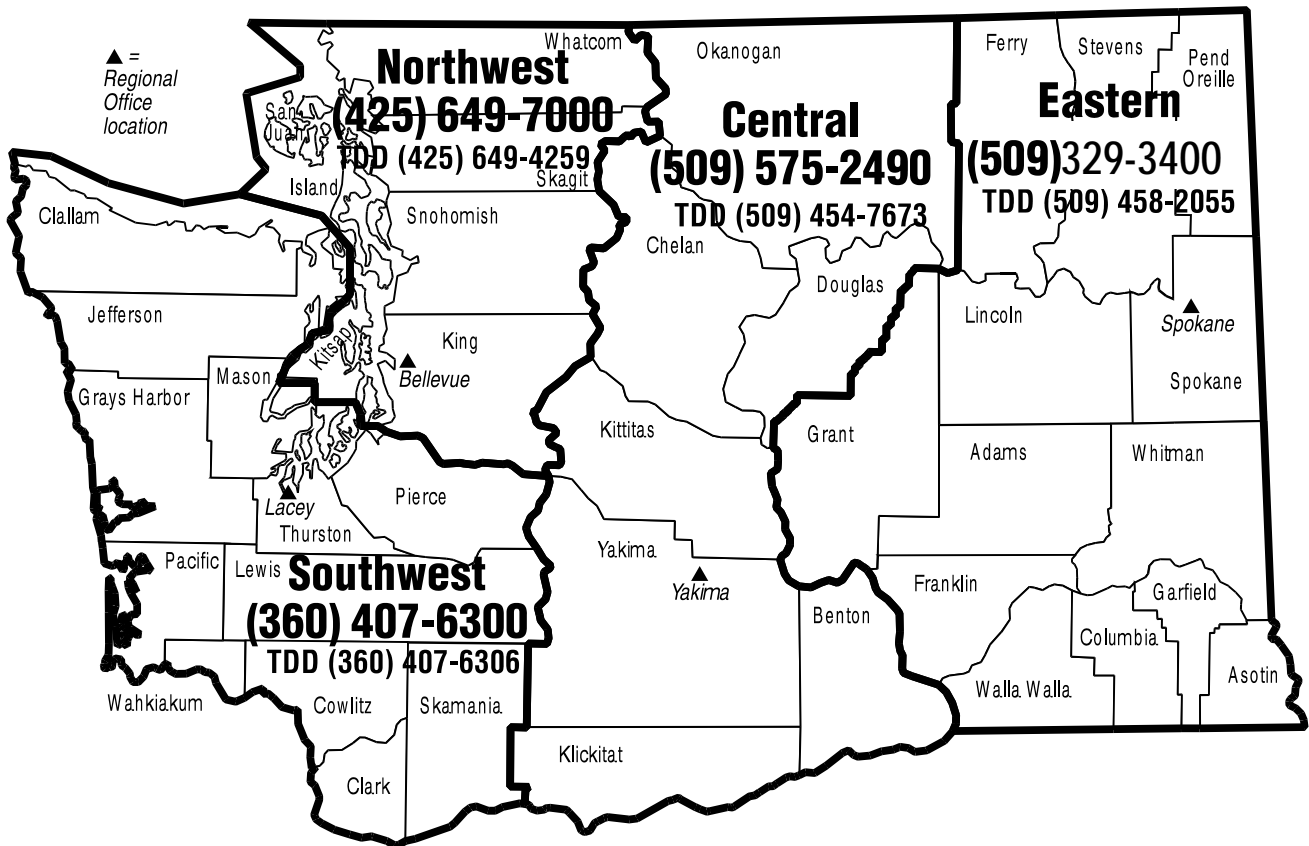 ▲ =
Regional
Office
location
Northwest
(425) 649-7000
TDD (425) 649-4259
Whatcom
San
Juan
Island
Skagit
Snohomish
King
Kitsap
Bellevue
Central
(509) 575-2490
TDD (509) 454-7673
Okanogan
Chelan
Douglas
Kittitas
Yakima
Yakima
Benton
Klickitat
Eastern
(509)329-3400
TDD (509) 458-2055
Ferry
Stevens
Pend
Oreille
Lincoln
Spokane
Spokane
Grant
Adams
Whitman
Franklin
Garfield
Columbia
Walla Walla
Asotin
Clallam
Jefferson
Mason
Grays Harbor
Pierce
Lacey
Thurston
Pacific
Lewis
Southwest
(360) 407-6300
TDD (360) 407-6306
Wahkiakum
Cowlitz
Skamania
Clark